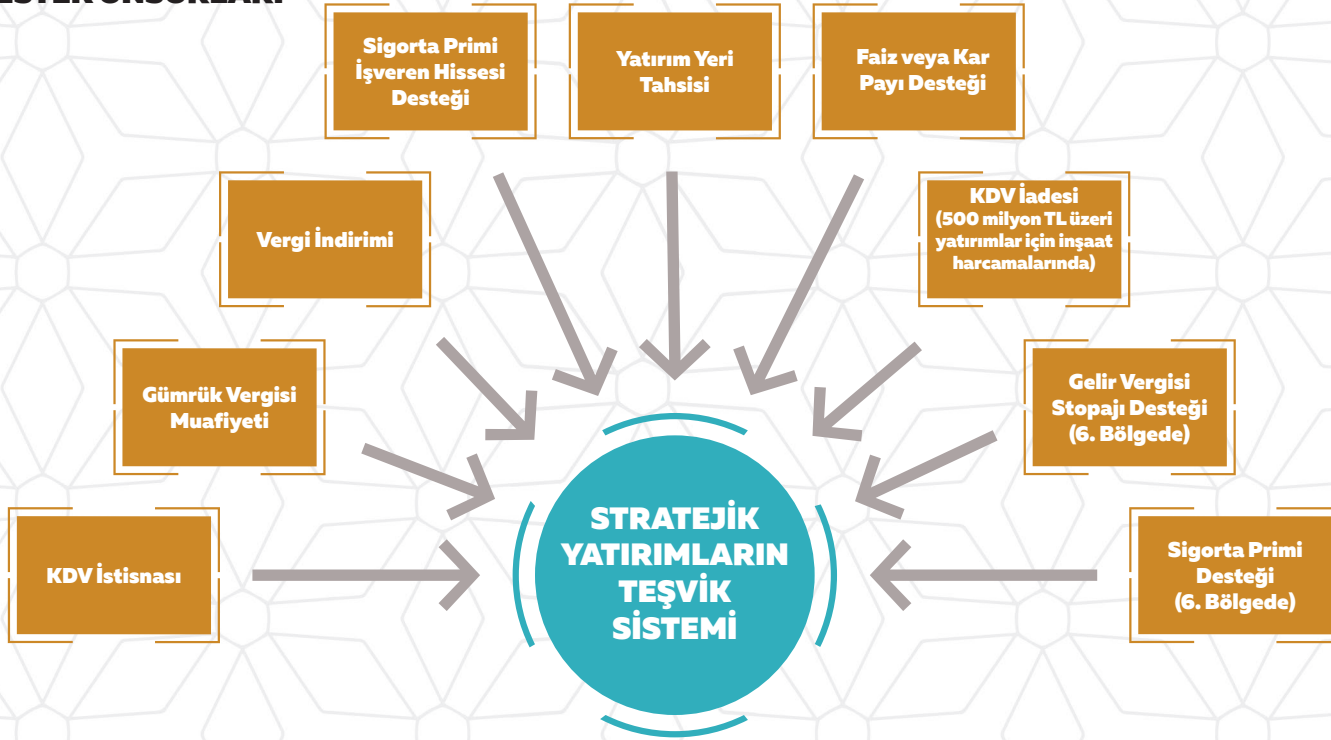 Sigorta Primi
İşveren Hissesi
Desteği
Yatırım Yeri
Tahsisi
Faiz veya Kar
Payı Desteği
Vergi İndirimi
KDV İadesi
(500 milyon TL üzeri
yatırımlar için inşaat
harcamalarında)
Gümrük Vergisi
Muafiyeti
Gelir Vergisi
Stopajı Desteği
(6. Bölgede)
KDV İstisnası
STRATEJİK
YATIRIMLARIN
TEŞVİK
SİSTEMİ
Sigorta Primi
Desteği
(6. Bölgede)